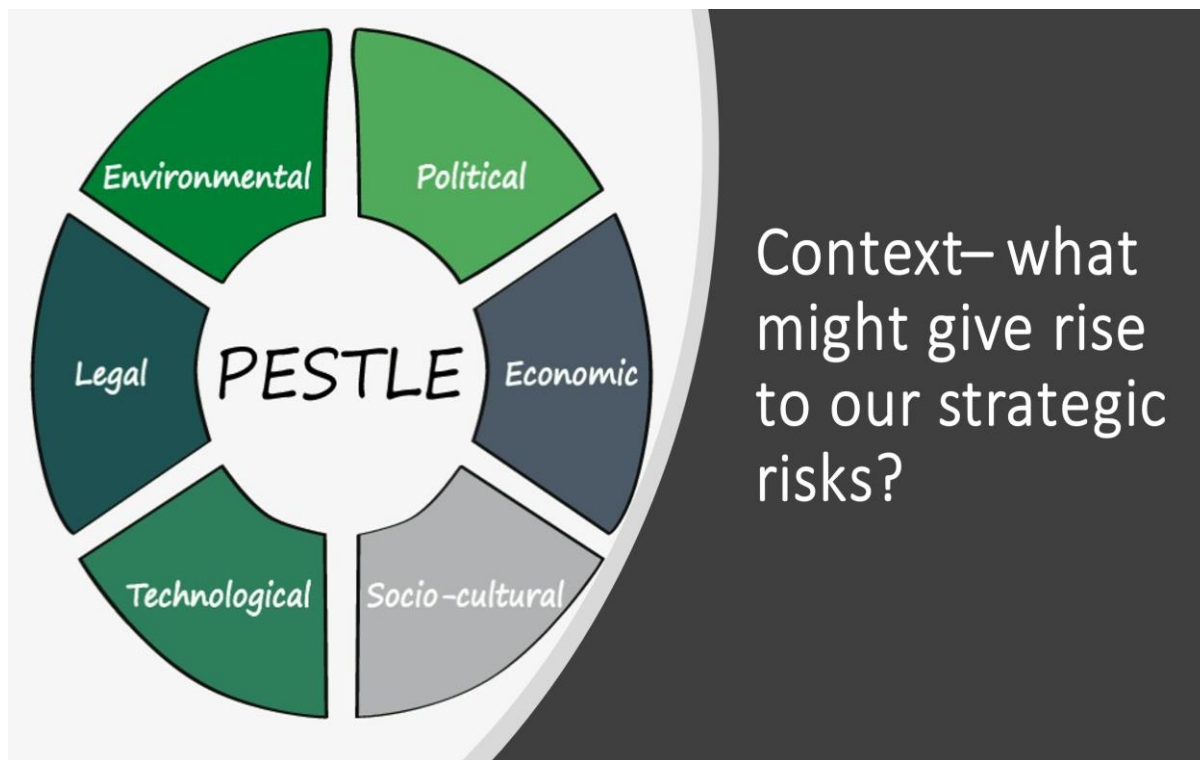 Environmental
Political
Legal
PESTLE
Economic
Technological
Socio-cultural
Context– what
might give rise
to our strategic
risks?